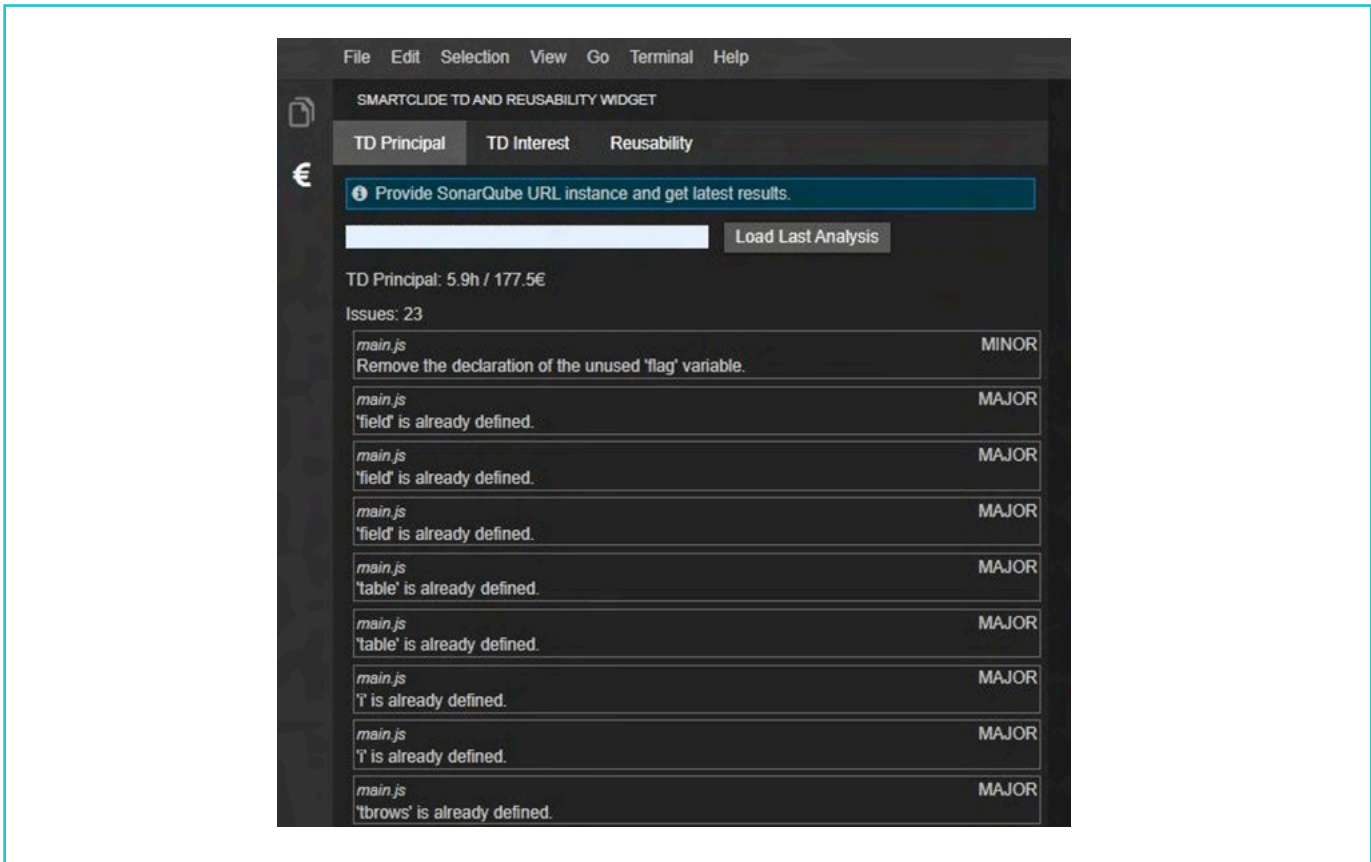 File Edit Selection View Go Terminal Help
SMARTCLIDE TD AND REUSABILITY WIDGET
TD Principal TD Interest Reusability
€
Provide SonarQube URL instance and get latest results.
Load Last Analysis
TD Principal: 5.9h / 177.5€
Issues: 23
main.js MINOR
Remove the declaration of the unused 'flag' variable.
main.js MAJOR
'field' is already defined.
main.js MAJOR
'field' is already defined.
main.js MAJOR
'field' is already defined.
main.js MAJOR
'table' is already defined.
main.js MAJOR
'table' is already defined.
main.js MAJOR
'i' is already defined.
main.js MAJOR
'i' is already defined.
main.js MAJOR
'tbrows' is already defined.